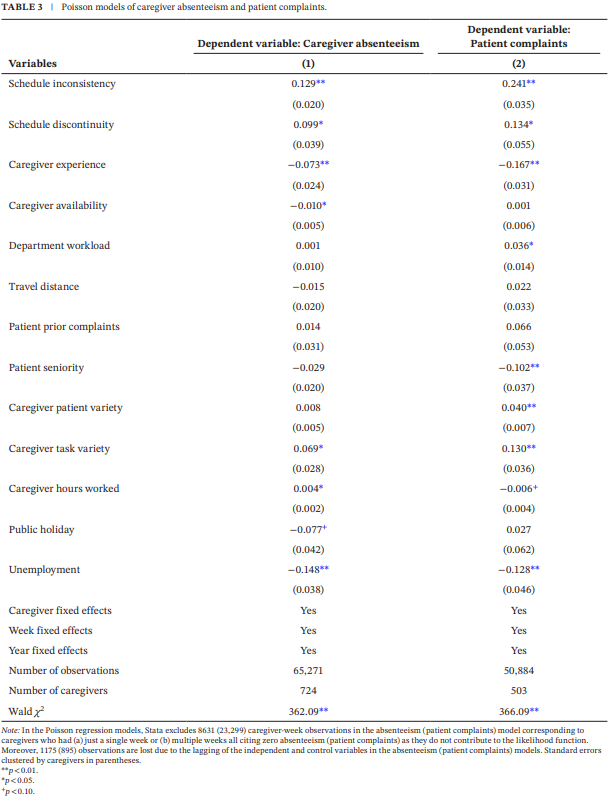 TABLE 3 | Poisson models of caregiver absenteeism and patient complaints.
Dependent variable: Caregiver absenteeism Dependent variable: Patient complaints
Variables (1) (2)
Schedule inconsistency 0.129** 0.241**
(0.020) (0.035)
Schedule discontinuity 0.099* 0.134*
(0.039) (0.055)
Caregiver experience −0.073** −0.167**
(0.024) (0.031)
Caregiver availability −0.010* 0.001
(0.005) (0.006)
Department workload 0.001 0.036*
(0.010) (0.014)
Travel distance −0.015 0.022
(0.020) (0.033)
Patient prior complaints 0.014 0.066
(0.031) (0.053)
Patient seniority −0.029 −0.102**
(0.020) (0.037)
Caregiver patient variety 0.008 0.040**
(0.005) (0.007)
Caregiver task variety 0.069* 0.130**
(0.028) (0.036)
Caregiver hours worked 0.004* −0.006+
(0.002) (0.004)
Public holiday −0.077+ 0.027
(0.042) (0.062)
Unemployment −0.148** −0.128**
(0.038) (0.046)
Caregiver fixed effects Yes Yes
Week fixed effects Yes Yes
Year fixed effects Yes Yes
Number of observations 65,271 50,884
Number of caregivers 724 503
Wald χ² 362.09** 366.09**
Note: In the Poisson regression models, Stata excludes 8631 (23,299) caregiver-week observations in the absenteeism (patient complaints) model corresponding to
caregivers who had (a) just a single week or (b) multiple weeks all citing zero absenteeism (patient complaints) as they do not contribute to the likelihood function.
Moreover, 1175 (895) observations are lost due to the lagging of the independent and control variables in the absenteeism (patient complaints) models. Standard errors
clustered by caregivers in parentheses.
**p<0.01.
*p<0.05.
+p<0.10.